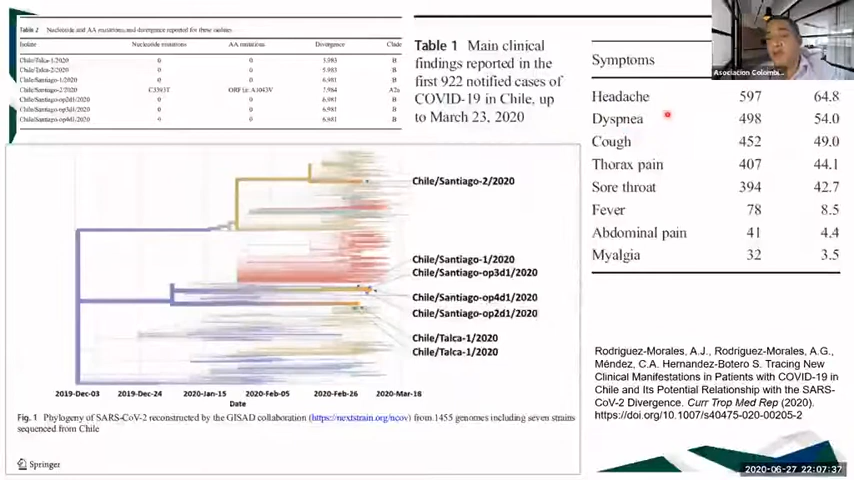 Table 2 Nucleotide and AA mutations, and divergence reported for these isolates
Isolate Nucleotide mutations AA mutations Divergence Clade
Chile/Talca-1/2020 0 0 5.983 B
Chile/Talca-2/2020 0 0 5.983 B
Chile/Santiago-1/2020 0 0 6.981 B
Chile/Santiago-2/2020 C3393T ORF1a: A1043V 7.984 A2a
Chile/Santiago-op2d1/2020 0 0 6.981 B
Chile/Santiago-op3d1/2020 0 0 6.981 B
Chile/Santiago-op4d1/2020 0 0 6.981 B
Table 1 Main clinical
findings reported in the
first 922 notified cases of
COVID-19 in Chile, up
to March 23, 2020
Symptoms
Headache 597 64.8
Dyspnea 498 54.0
Cough 452 49.0
Thorax pain 407 44.1
Sore throat 394 42.7
Fever 78 8.5
Abdominal pain 41 4.4
Myalgia 32 3.5
Asociacion Colombi...
Chile/Santiago-2/2020
Chile/Santiago-1/2020
Chile/Santiago-op3d1/2020
Chile/Santiago-op4d1/2020
Chile/Santiago-op2d1/2020
Chile/Talca-1/2020
Chile/Talca-1/2020
2019-Dec-03 2019-Dec-24 2020-Jan-15 2020-Feb-05 2020-Feb-26 2020-Mar-18
Date
Fig. 1 Phylogeny of SARS-CoV-2 reconstructed by the GISAD collaboration (https://nextstrain.org/ncov) from 1455 genomes including seven strains
sequenced from Chile
Springer
Rodriguez-Morales, A.J., Rodriguez-Morales, A.G.,
Méndez, C.A. Hernandez-Botero S. Tracing New
Clinical Manifestations in Patients with COVID-19 in
Chile and Its Potential Relationship with the SARS-
CoV-2 Divergence. Curr Trop Med Rep (2020).
https://doi.org/10.1007/s40475-020-00205-2
2020-06-27 22:07:37